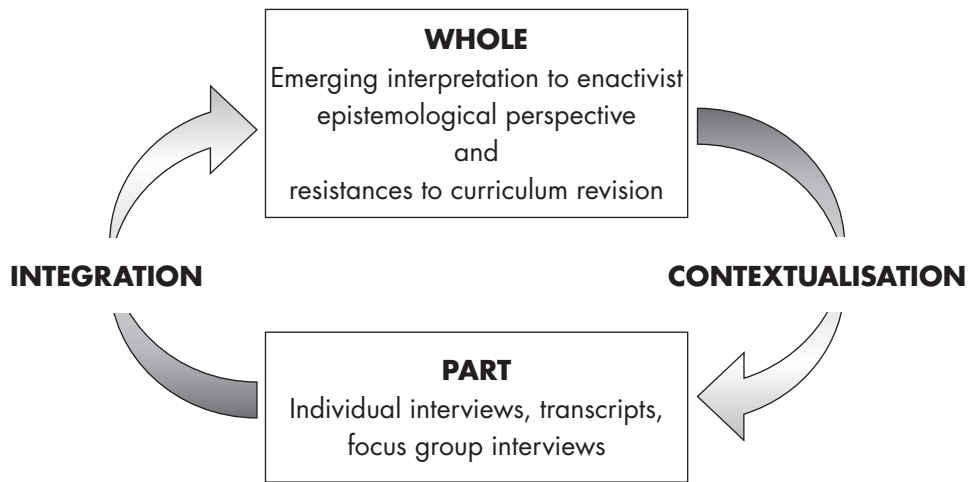 WHOLE
Emerging interpretation to enactivist
epistemological perspective
and
resistances to curriculum revision
INTEGRATION
CONTEXTUALISATION
PART
Individual interviews, transcripts,
focus group interviews